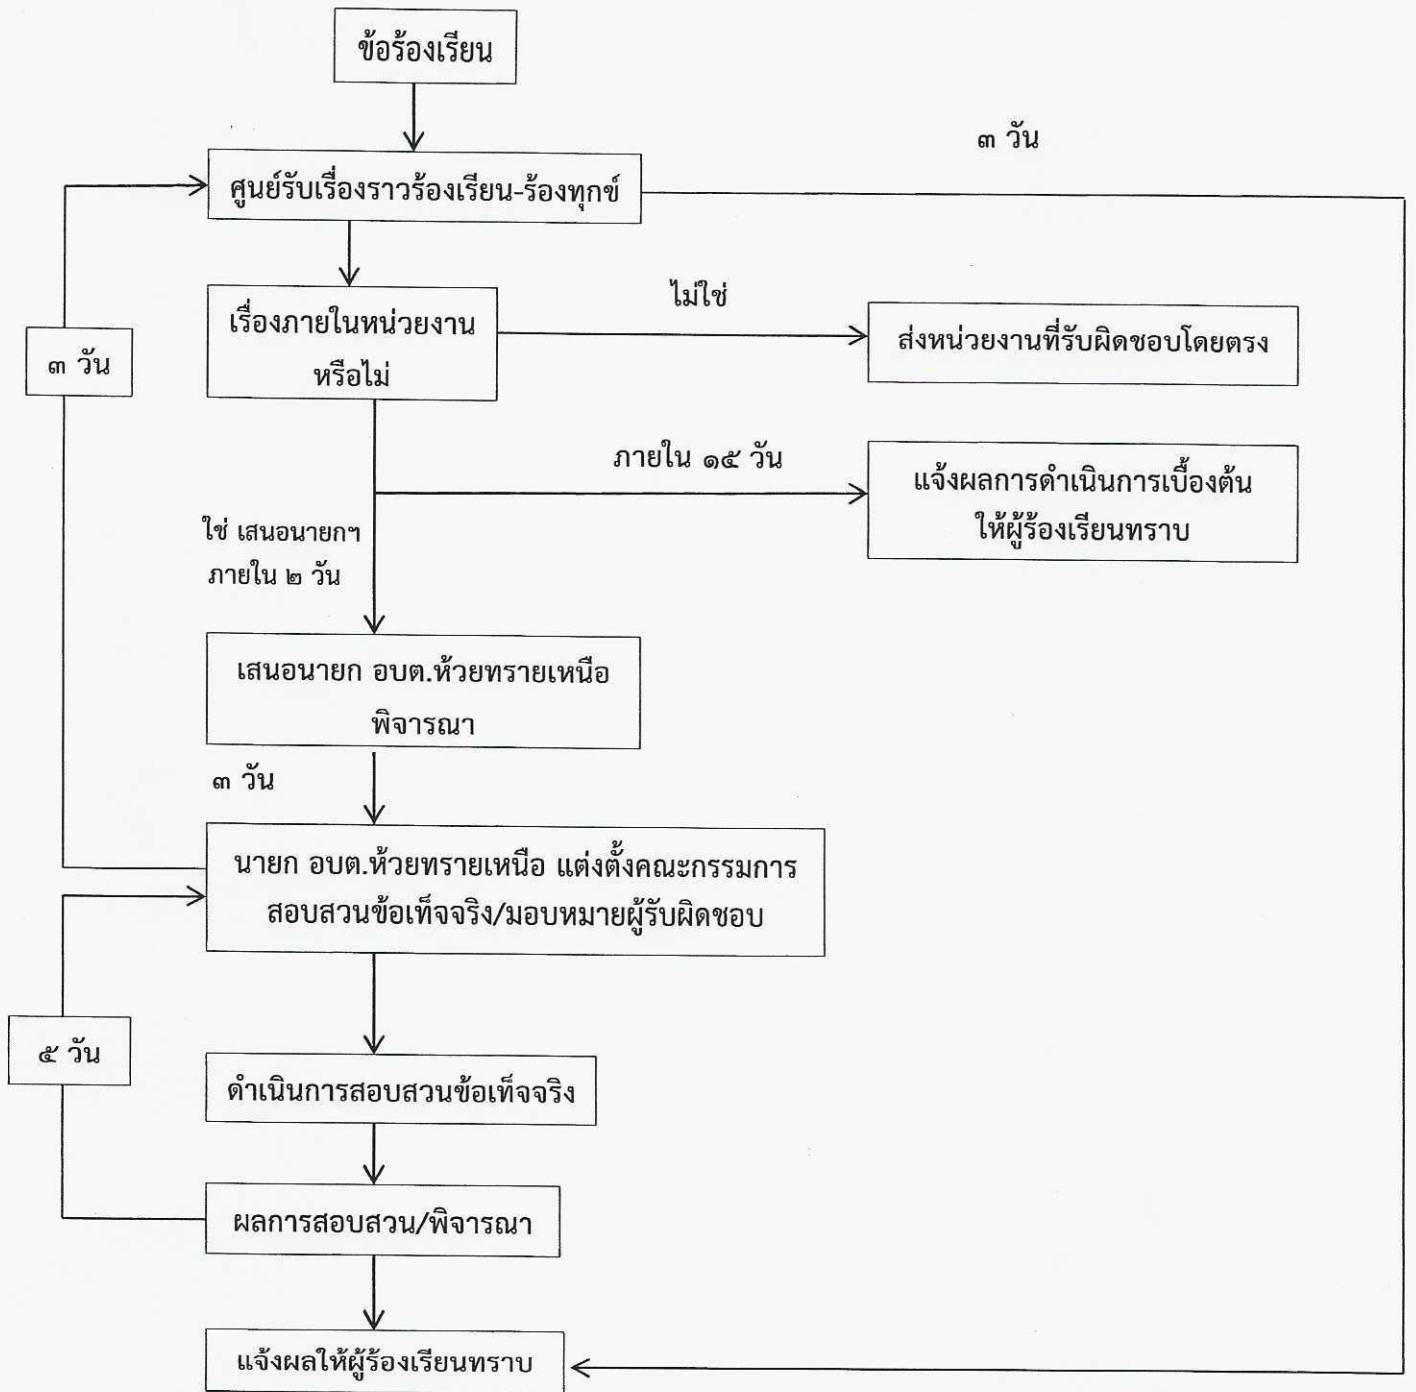 ข้อร้องเรียน
๓ วัน
ศูนย์รับเรื่องราวร้องเรียน-ร้องทุกข์
ไม่ใช่
เรื่องภายในหน่วยงาน
หรือไม่
ส่งหน่วยงานที่รับผิดชอบโดยตรง
๓ วัน
ภายใน ๑๕ วัน
แจ้งผลการดำเนินการเบื้องต้น
ให้ผู้ร้องเรียนทราบ
ใช่ เสนอนายกฯ
ภายใน ๒ วัน
เสนอนายก อบต.ห้วยทรายเหนือ
พิจารณา
๓ วัน
นายก อบต.ห้วยทรายเหนือ แต่งตั้งคณะกรรมการ
สอบสวนข้อเท็จจริง/มอบหมายผู้รับผิดชอบ
๕ วัน
ดำเนินการสอบสวนข้อเท็จจริง
ผลการสอบสวน/พิจารณา
แจ้งผลให้ผู้ร้องเรียนทราบ